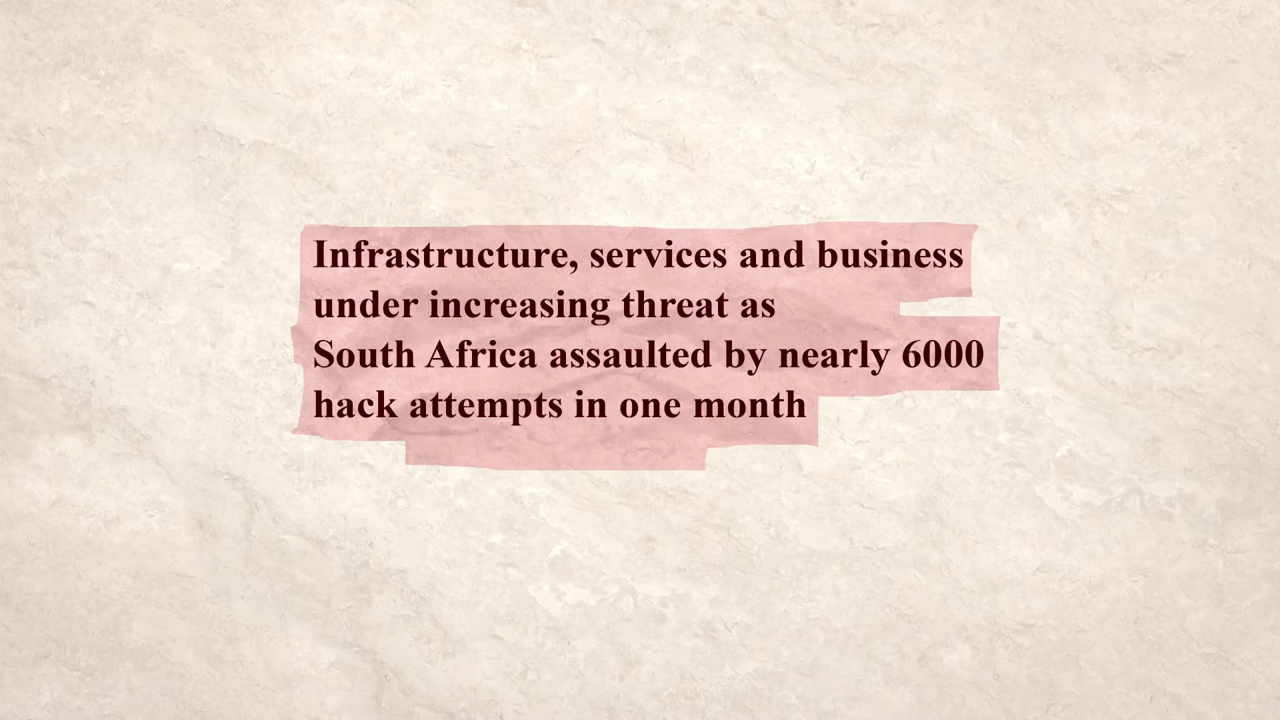 Infrastructure, services and business
under increasing threat as
South Africa assaulted by nearly 6000
hack attempts in one month